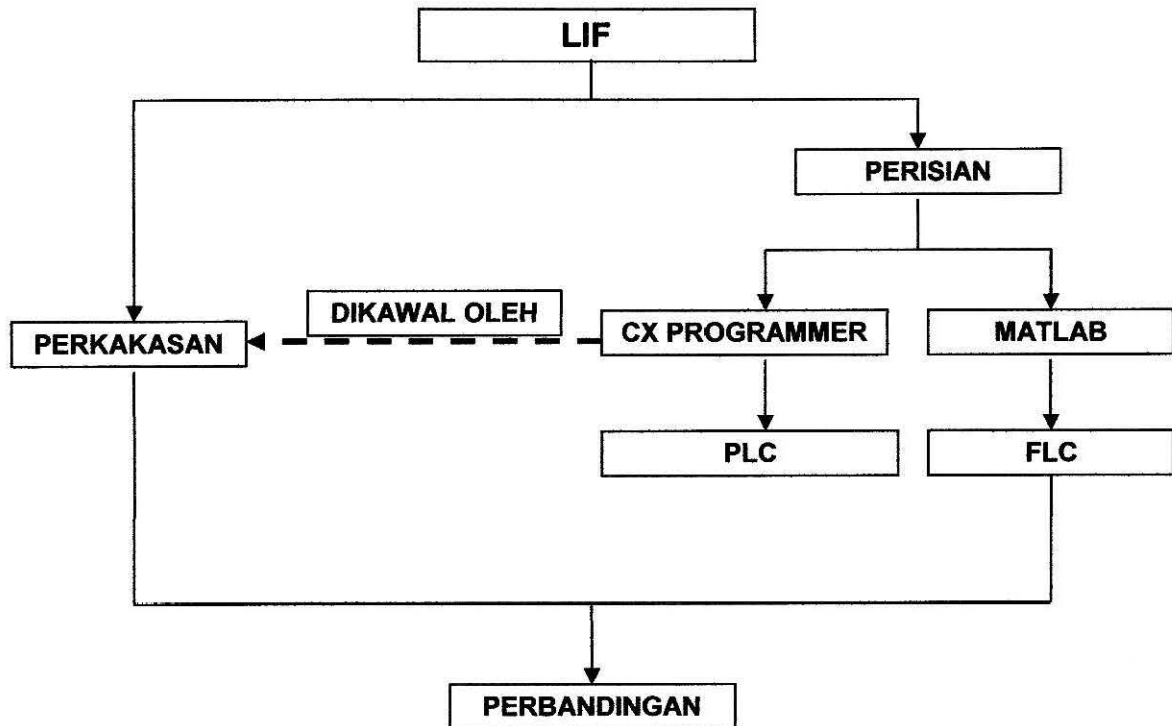 LIF
PERISIAN
DIKAWAL OLEH
PERKAKASAN
CX PROGRAMMER
MATLAB
PLC
FLC
PERBANDINGAN